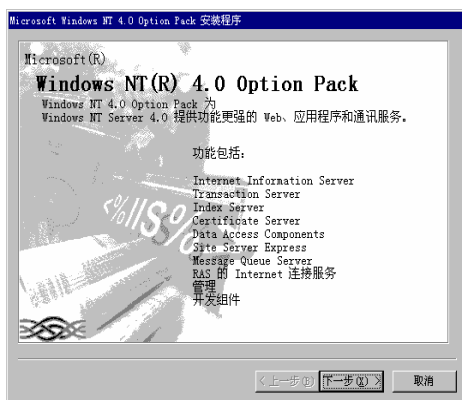 Microsoft Windows NT 4.0 Option Pack 安装程序
Microsoft(R)
Windows NT(R) 4.0 Option Pack
Windows NT 4.0 Option Pack 为
Windows NT Server 4.0 提供功能更强的 Web、应用程序和通讯服务。
功能包括:
Internet Information Server
Transaction Server
Index Server
Certificate Server
Data Access Components
Site Server Express
Message Queue Server
RAS 的 Internet 连接服务
管理
开发组件
<%IIS%>
<上一步(B) 下一步(N) > 取消